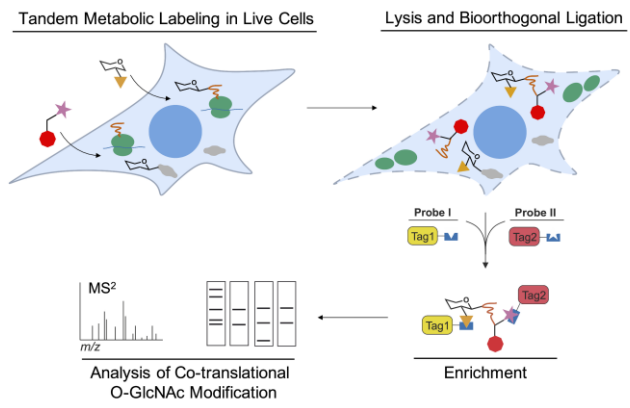 Tandem Metabolic Labeling in Live Cells
Lysis and Bioorthogonal Ligation
O
O
O
O
O
Probe I
Probe II
Tag1
Tag2
MS²
m/z
O
Tag2
Tag1
Analysis of Co-translational
O-GlcNAc Modification
Enrichment